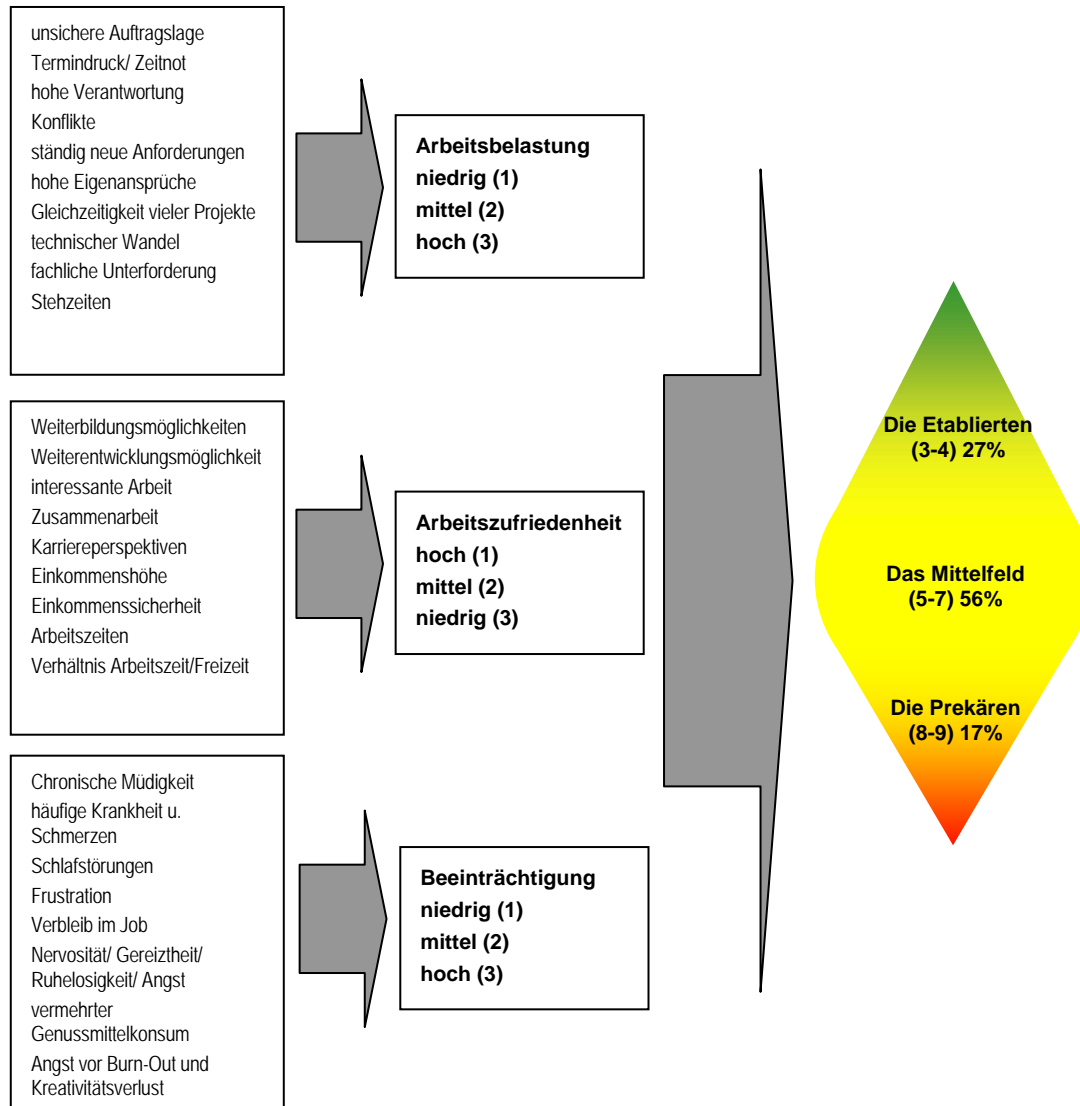 unsichere Auftragslage
Termindruck/ Zeitnot
hohe Verantwortung
Konflikte
ständig neue Anforderungen
hohe Eigenansprüche
Gleichzeitigkeit vieler Projekte
technischer Wandel
fachliche Unterforderung
Stehzeiten
Arbeitsbelastung
niedrig (1)
mittel (2)
hoch (3)
Weiterbildungsmöglichkeiten
Weiterentwicklungsmöglichkeit
interessante Arbeit
Zusammenarbeit
Karriereperspektiven
Einkommenshöhe
Einkommenssicherheit
Arbeitszeiten
Verhältnis Arbeitszeit/Freizeit
Arbeitszufriedenheit
hoch (1)
mittel (2)
niedrig (3)
Chronische Müdigkeit
häufige Krankheit u.
Schmerzen
Schlafstörungen
Frustration
Verbleib im Job
Nervosität/ Gereiztheit/
Ruhelosigkeit/ Angst
vermehrter
Genussmittelkonsum
Angst vor Burn-Out und
Kreativitätsverlust
Beeinträchtigung
niedrig (1)
mittel (2)
hoch (3)
Die Etablierten
(3-4) 27%
Das Mittelfeld
(5-7) 56%
Die Prekären
(8-9) 17%